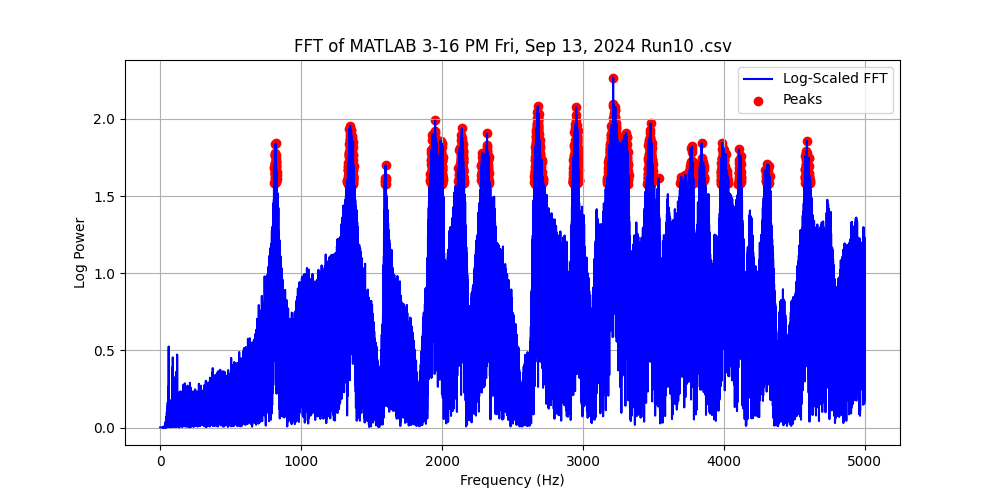 FFT of MATLAB 3-16 PM Fri, Sep 13, 2024 Run10 .csv
Log-Scaled FFT
Peaks
2.0
1.5
1.0
0.5
0.0
Log Power
0 1000 2000 3000 4000 5000
Frequency (Hz)